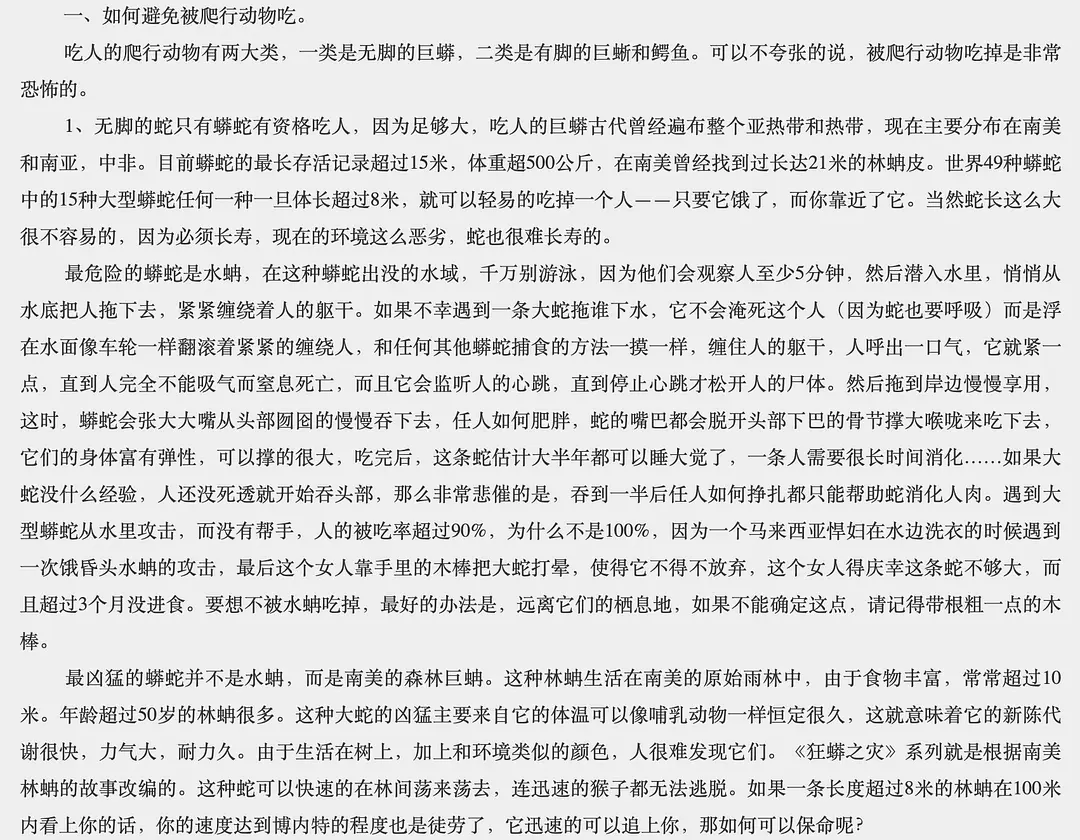 一、如何避免被爬行动物吃。
吃人的爬行动物有两大类，一类是无脚的巨蟒，二类是有脚的巨蜥和鳄鱼。可以不夸张的说，被爬行动物吃掉是非常
恐怖的。
1、无脚的蛇只有蟒蛇有资格吃人，因为足够大，吃人的巨蟒古代曾经遍布整个亚热带和热带，现在主要分布在南美
和南亚，中非。目前蟒蛇的最长存活记录超过15米，体重超500公斤，在南美曾经找到过长达21米的林蚺皮。世界49种蟒蛇
中的15种大型蟒蛇任何一种一旦体长超过8米，就可以轻易的吃掉一个人——只要它饿了，而你靠近了它。当然蛇长这么大
很不容易的，因为必须长寿，现在的环境这么恶劣，蛇也很难长寿的。
最危险的蟒蛇是水蚺，在这种蟒蛇出没的水域，千万别游泳，因为他们会观察人至少5分钟，然后潜入水里，悄悄从
水底把人拖下去，紧紧缠绕着人的躯干。如果不幸遇到一条大蛇拖谁下水，它不会淹死这个人（因为蛇也要呼吸）而是浮
在水面像车轮一样翻滚着紧紧的缠绕人，和任何其他蟒蛇捕食的方法一摸一样，缠住人的躯干，人呼出一口气，它就紧一
点，直到人完全不能吸气而窒息死亡，而且它会监听人的心跳，直到停止心跳才松开人的尸体。然后拖到岸边慢慢享用，
这时，蟒蛇会张大大嘴从头部囫囵的慢慢吞下去，任人如何肥胖，蛇的嘴巴都会脱开头部下巴的骨节撑大喉咙来吃下去，
它们的身体富有弹性，可以撑的很大，吃完后，这条蛇估计大半年都可以睡大觉了，一条人需要很长时间消化……如果大
蛇没什么经验，人还没死透就开始吞头部，那么非常悲催的是，吞到一半后任人如何挣扎都只能帮助蛇消化人肉。遇到大
型蟒蛇从水里攻击，而没有帮手，人的被吃率超过90%，为什么不是100%，因为一个马来西亚悍妇在水边洗衣的时候遇到
一次饿昏头水蚺的攻击，最后这个女人靠手里的木棒把大蛇打晕，使得它不得不放弃，这个女人得庆幸这条蛇不够大，而
且超过3个月没进食。要想不被水蚺吃掉，最好的办法是，远离它们的栖息地，如果不能确定这点，请记得带根粗一点的木
棒。
最凶猛的蟒蛇并不是水蚺，而是南美的森林巨蚺。这种林蚺生活在南美的原始雨林中，由于食物丰富，常常超过10
米。年龄超过50岁的林蚺很多。这种大蛇的凶猛主要来自它的体温可以像哺乳动物一样恒定很久，这就意味着它的新陈代
谢很快，力气大，耐力久。由于生活在树上，加上和环境类似的颜色，人很难发现它们。《狂蟒之灾》系列就是根据南美
林蚺的故事改编的。这种蛇可以快速的在林间荡来荡去，连迅速的猴子都无法逃脱。如果一条长度超过8米的林蚺在100米
内看上你的话，你的速度达到博内特的程度也是徒劳了，它迅速的可以追上你，那如何可以保命呢？